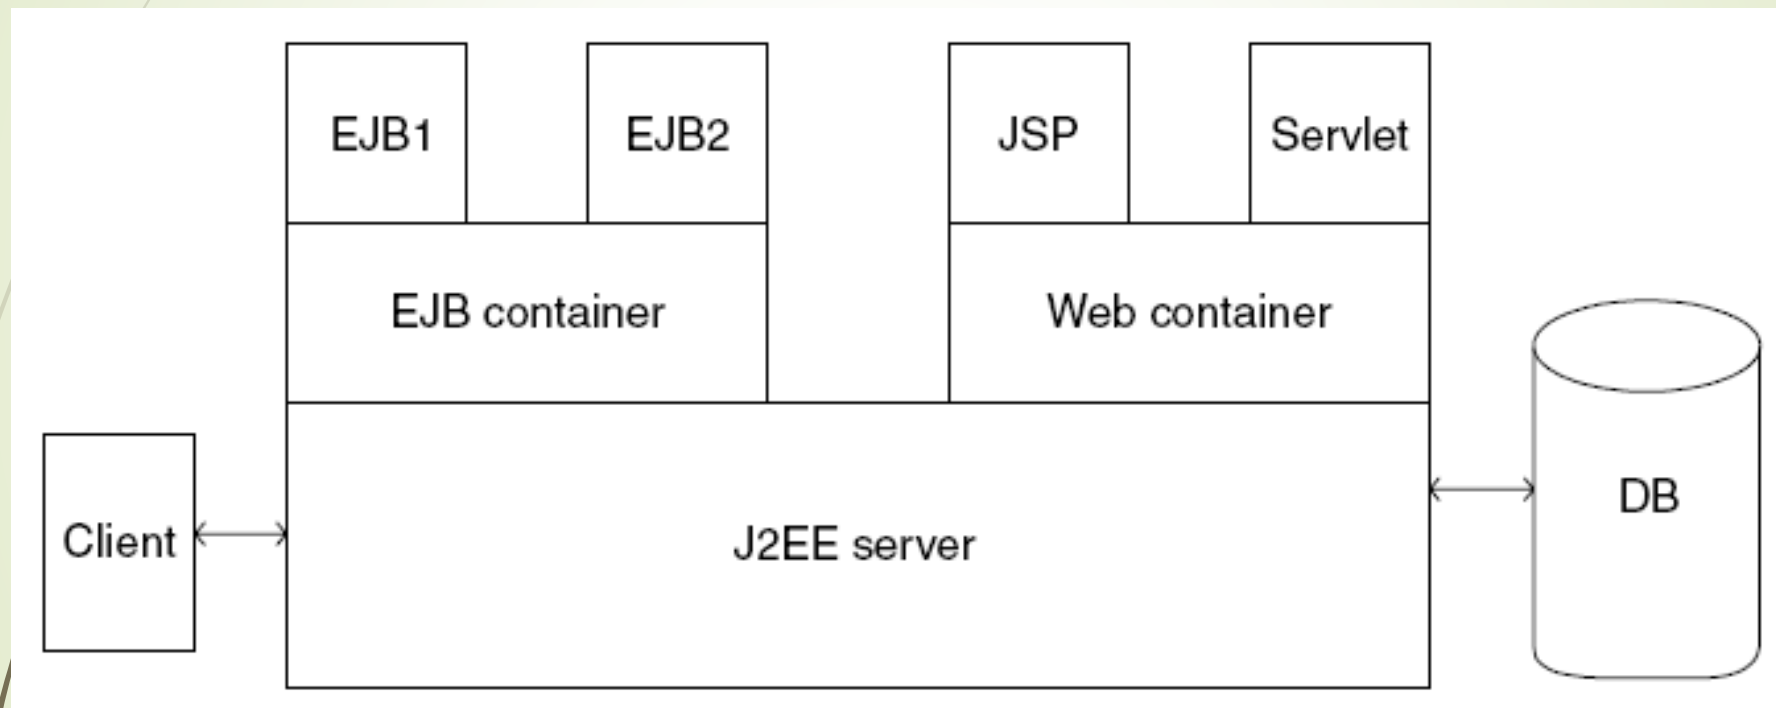 EJB1
EJB2
JSP
Servlet
EJB container
Web container
Client
J2EE server
DB